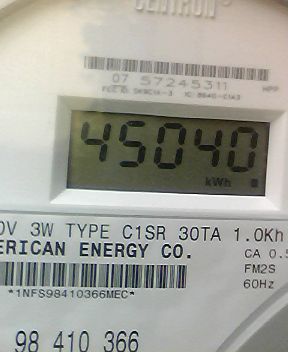 CENTRON®
07 57245311
45040
kWh
3W TYPE C1SR 30TA 1.0Kh
ERICAN ENERGY CO.
CA 0.5
FM2S
*1NFS98410366MEC*
60Hz
98 410 366